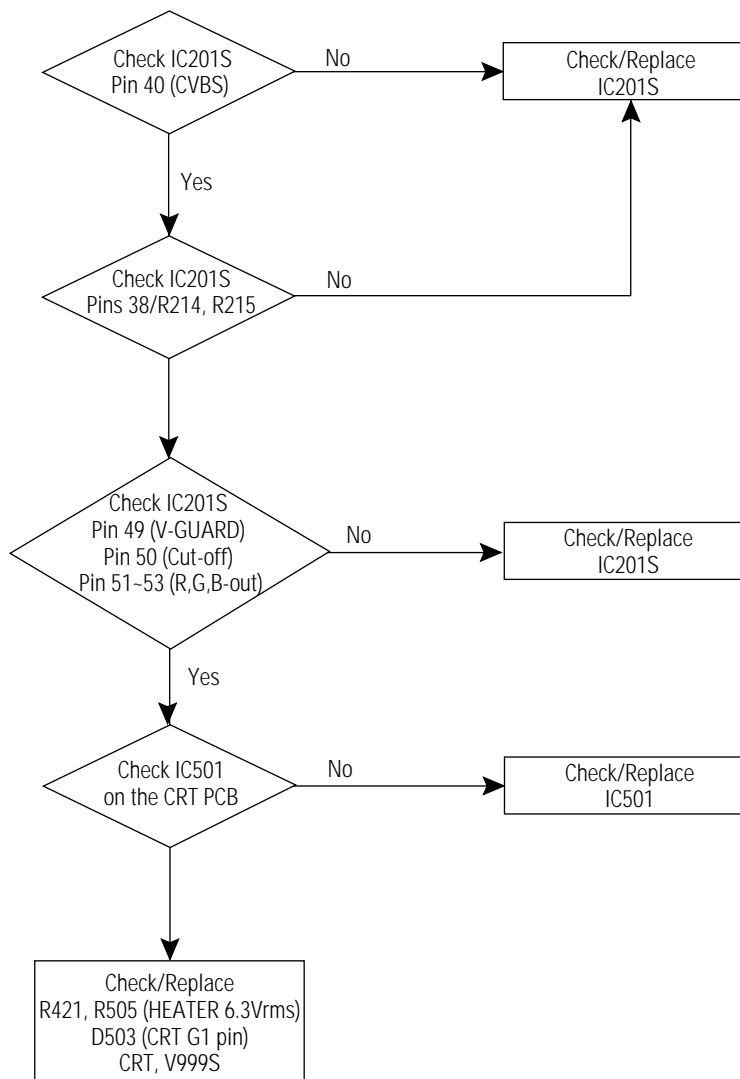 Check IC201S
Pin 40 (CVBS)
No
Check/Replace
IC201S
Yes
Check IC201S
Pins 38/R214, R215
No
Check IC201S
Pin 49 (V-GUARD)
Pin 50 (Cut-off)
Pin 51~53 (R,G,B-out)
No
Check/Replace
IC201S
Yes
Check IC501
on the CRT PCB
No
Check/Replace
IC501
Check/Replace
R421, R505 (HEATER 6.3Vrms)
D503 (CRT G1 pin)
CRT, V999S